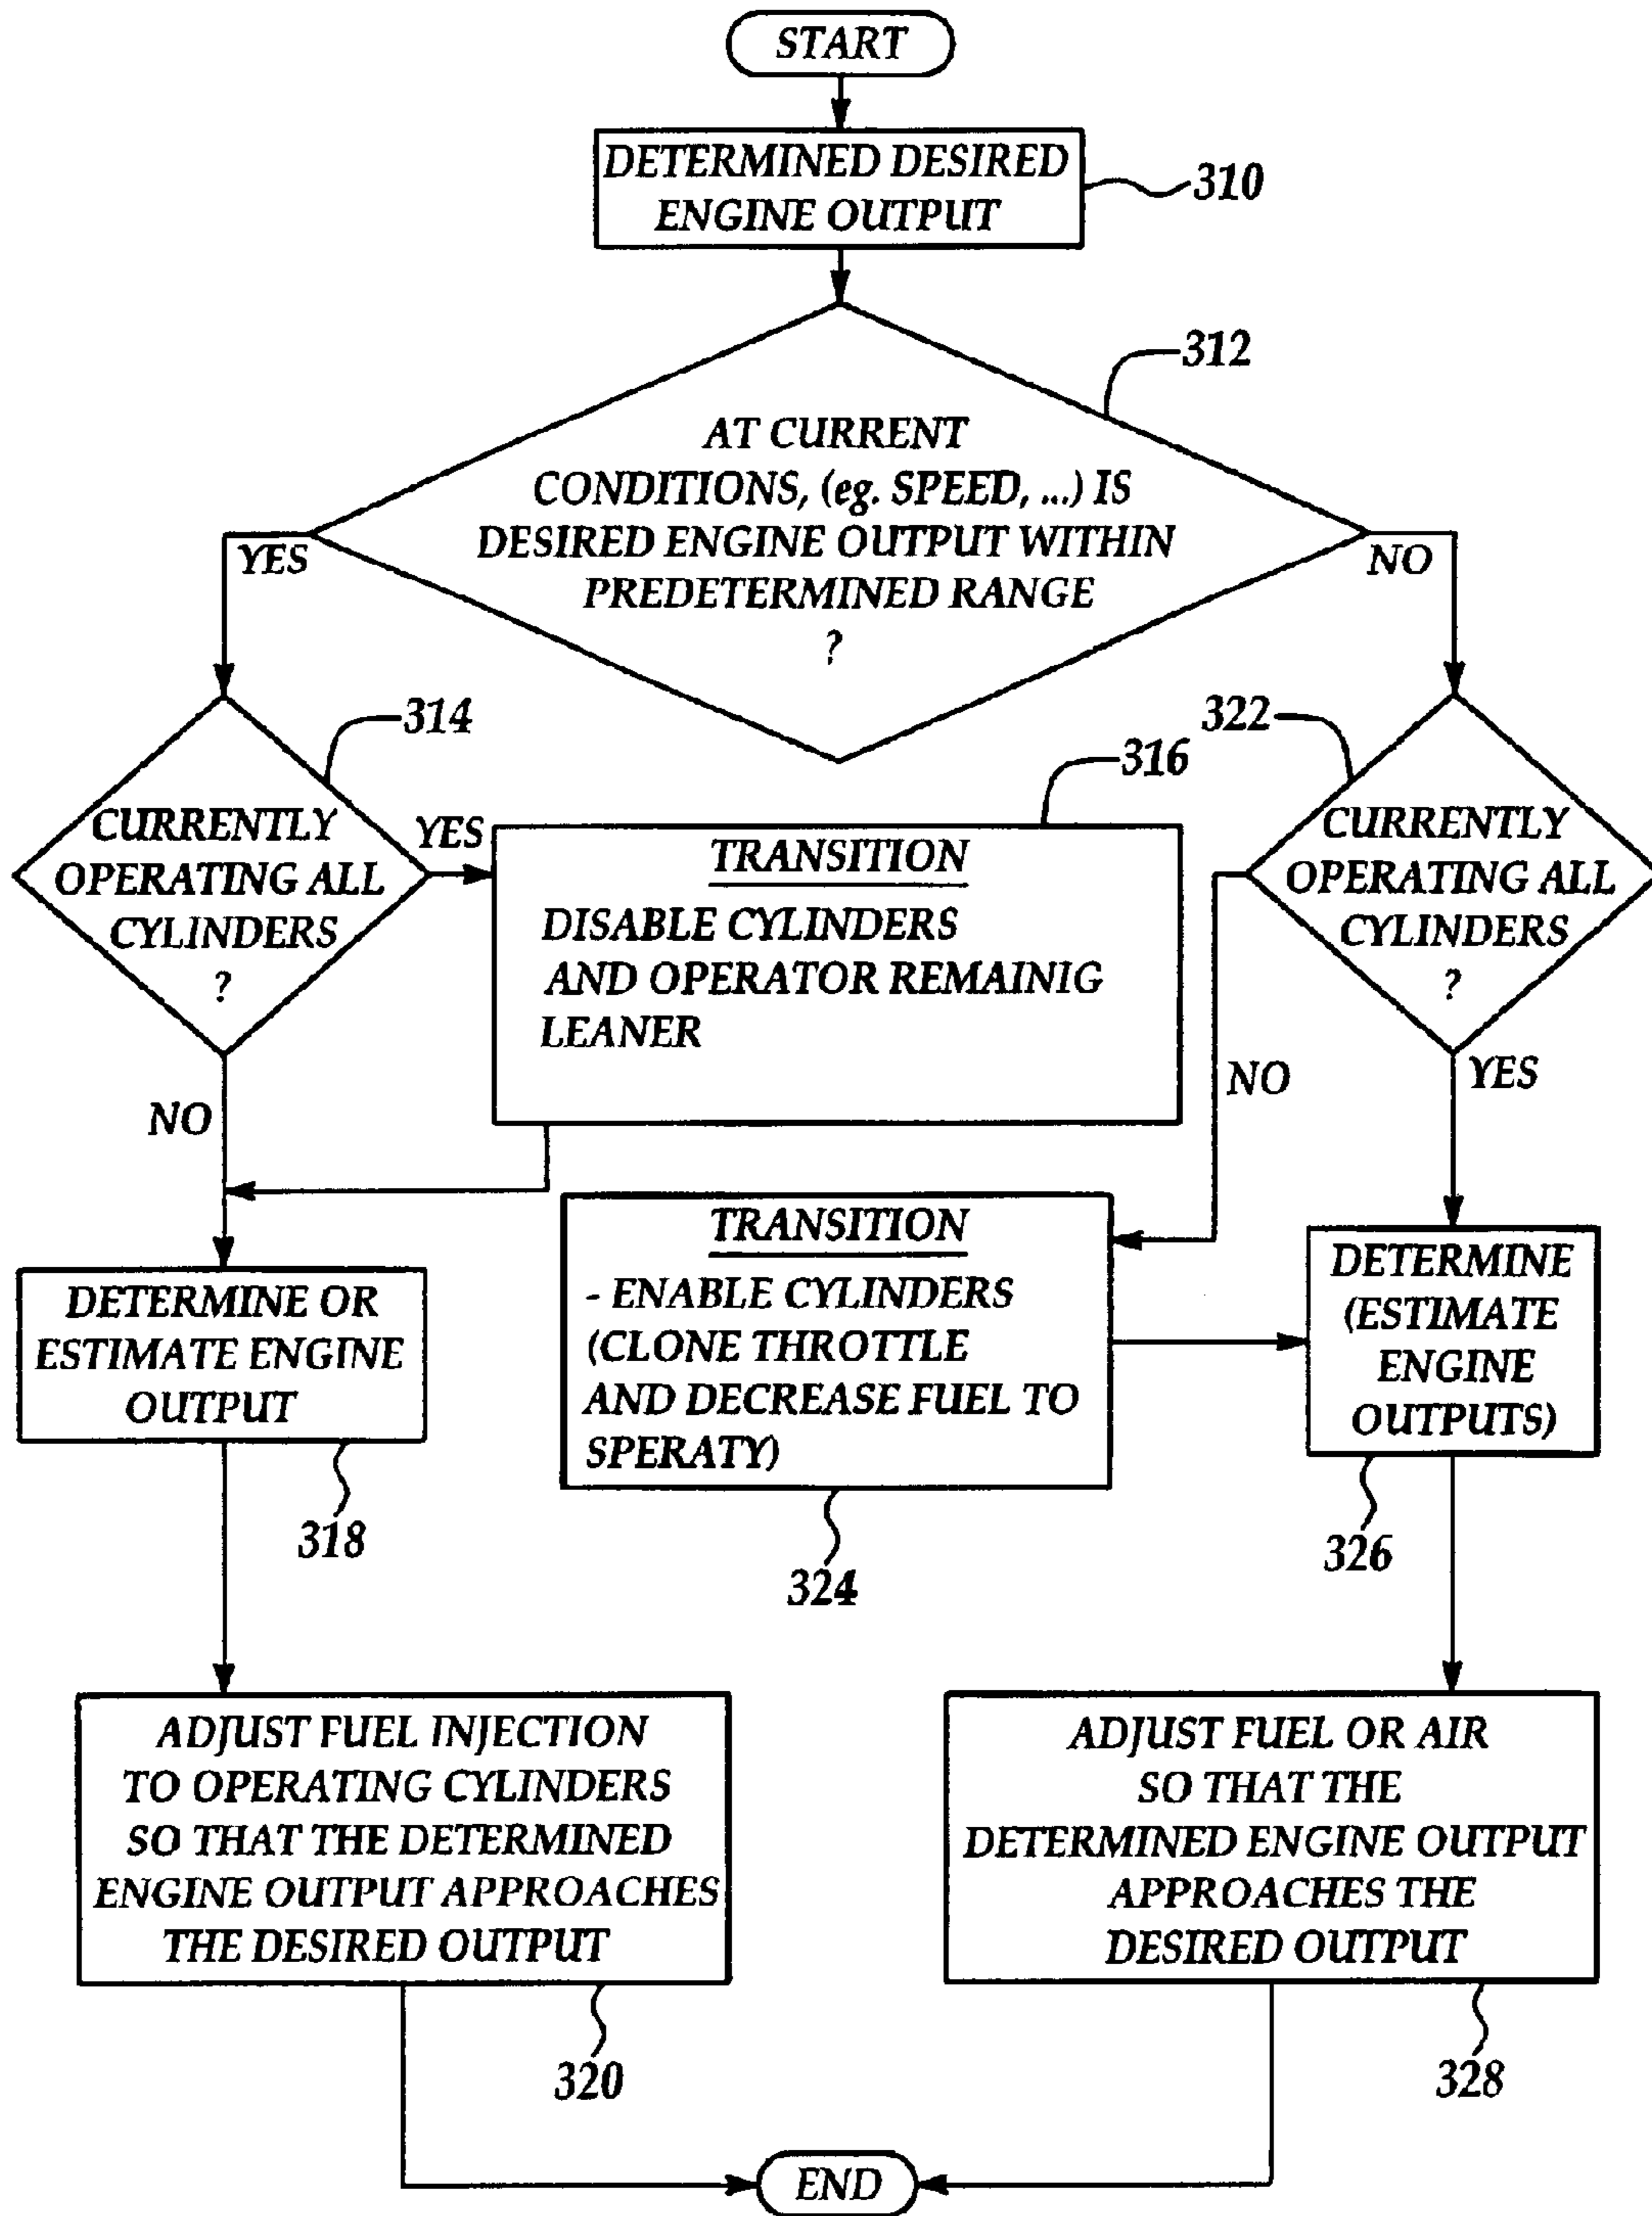 START
DETERMINED DESIRED
ENGINE OUTPUT
310
312
AT CURRENT
CONDITIONS, (eg. SPEED, ...) IS
DESIRED ENGINE OUTPUT WITHIN
PREDETERMINED RANGE
?
YES
NO
314
CURRENTLY
OPERATING ALL
CYLINDERS
?
YES
NO
316
TRANSITION
DISABLE CYLINDERS
AND OPERATOR REMAINIG
LEANER
322
CURRENTLY
OPERATING ALL
CYLINDERS
?
NO
YES
TRANSITION
- ENABLE CYLINDERS
(CLONE THROTTLE
AND DECREASE FUEL TO
SPERATY)
324
DETERMINE OR
ESTIMATE ENGINE
OUTPUT
318
DETERMINE
(ESTIMATE
ENGINE
OUTPUTS)
326
ADJUST FUEL INJECTION
TO OPERATING CYLINDERS
SO THAT THE DETERMINED
ENGINE OUTPUT APPROACHES
THE DESIRED OUTPUT
320
ADJUST FUEL OR AIR
SO THAT THE
DETERMINED ENGINE OUTPUT
APPROACHES THE
DESIRED OUTPUT
328
END